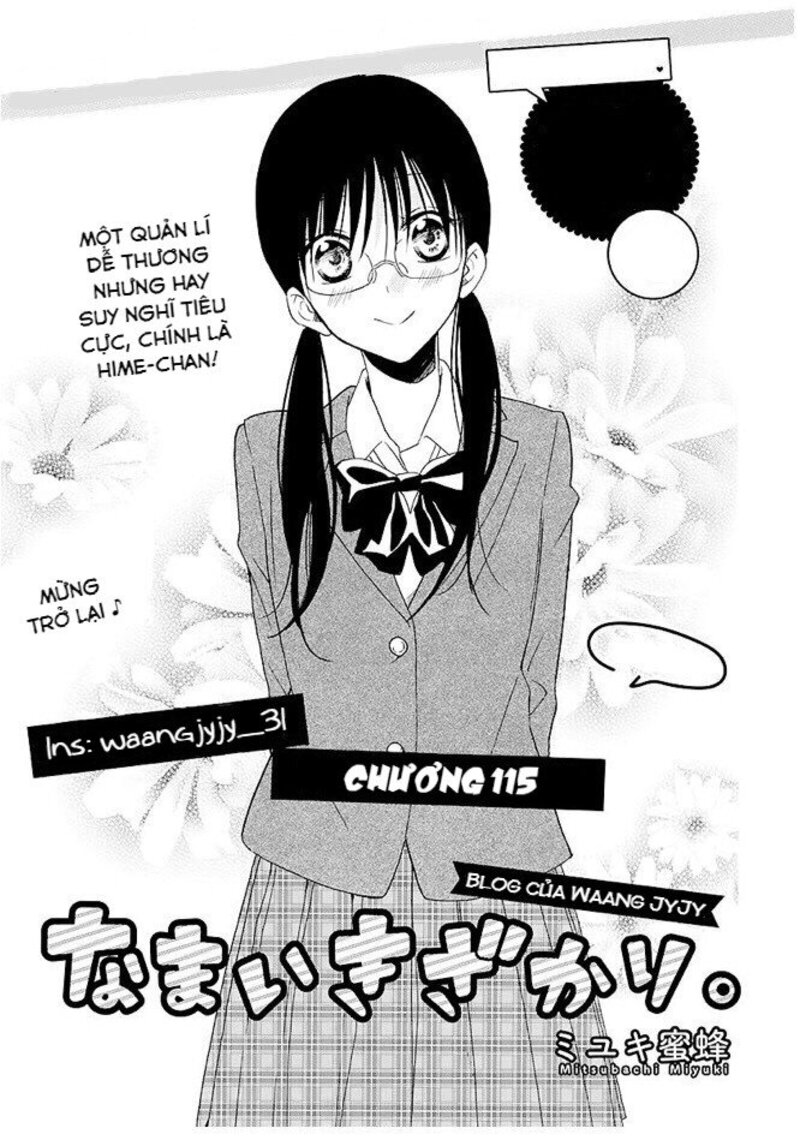 MỘT QUẢN LÍ
DỄ THƯƠNG
NHƯNG HAY
SUY NGHĨ TIÊU
CỰC, CHÍNH LÀ
HIME-CHAN!
MỪNG
TRỞ LẠI ♪
Ins: waangjyjy_31
CHƯƠNG 115
BLOG CỦA WAANG JYJY
なまいきざかり。
ミユキ蜜蜂
Mitsubachi Miyuki